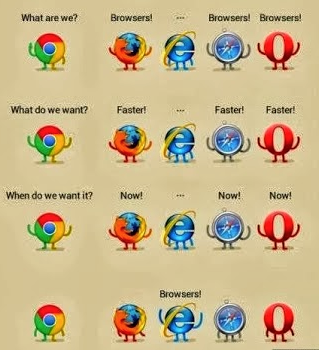 What are we? Browsers! ... Browsers! Browsers!
What do we want? Faster! ... Faster! Faster!
When do we want it? Now! ... Now! Now!
Browsers!